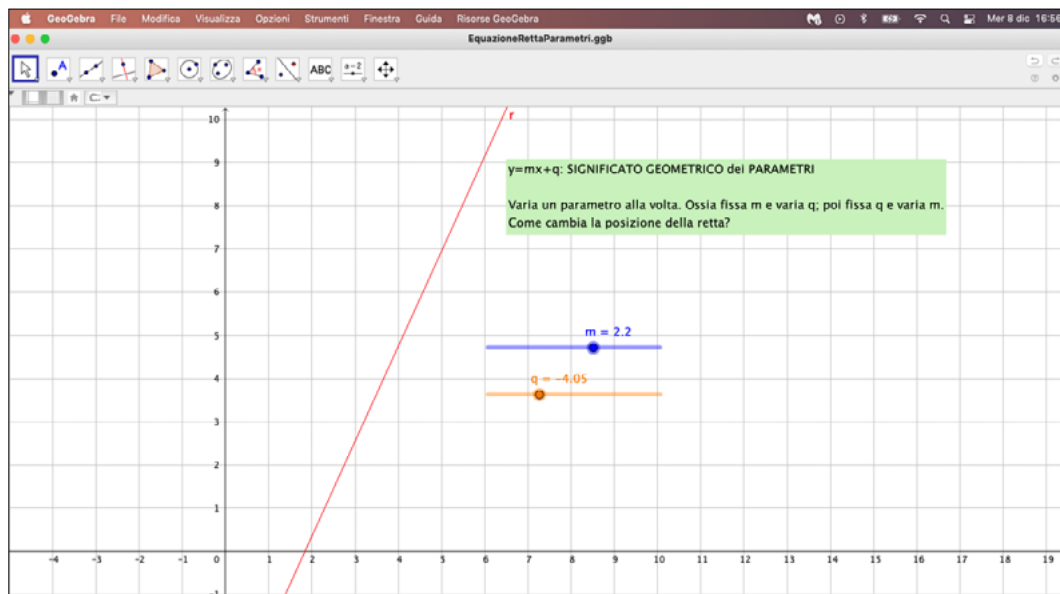 GeoGebra File Modifica Visualizza Opzioni Strumenti Finestra Guida Risorse GeoGebra Mer 8 dic 16:56
EquazioneRettaParametri.ggb
A ABC a=2
10 r
9
y=mx+q: SIGNIFICATO GEOMETRICO dei PARAMETRI
8
Varia un parametro alla volta. Ossia fissa m e varia q; poi fissa q e varia m.
Come cambia la posizione della retta?
7
6
5
m = 2.2
4
q = -4.05
3
2
1
-4 -3 -2 -1 0 1 2 3 4 5 6 7 8 9 10 11 12 13 14 15 16 17 18 19
-1